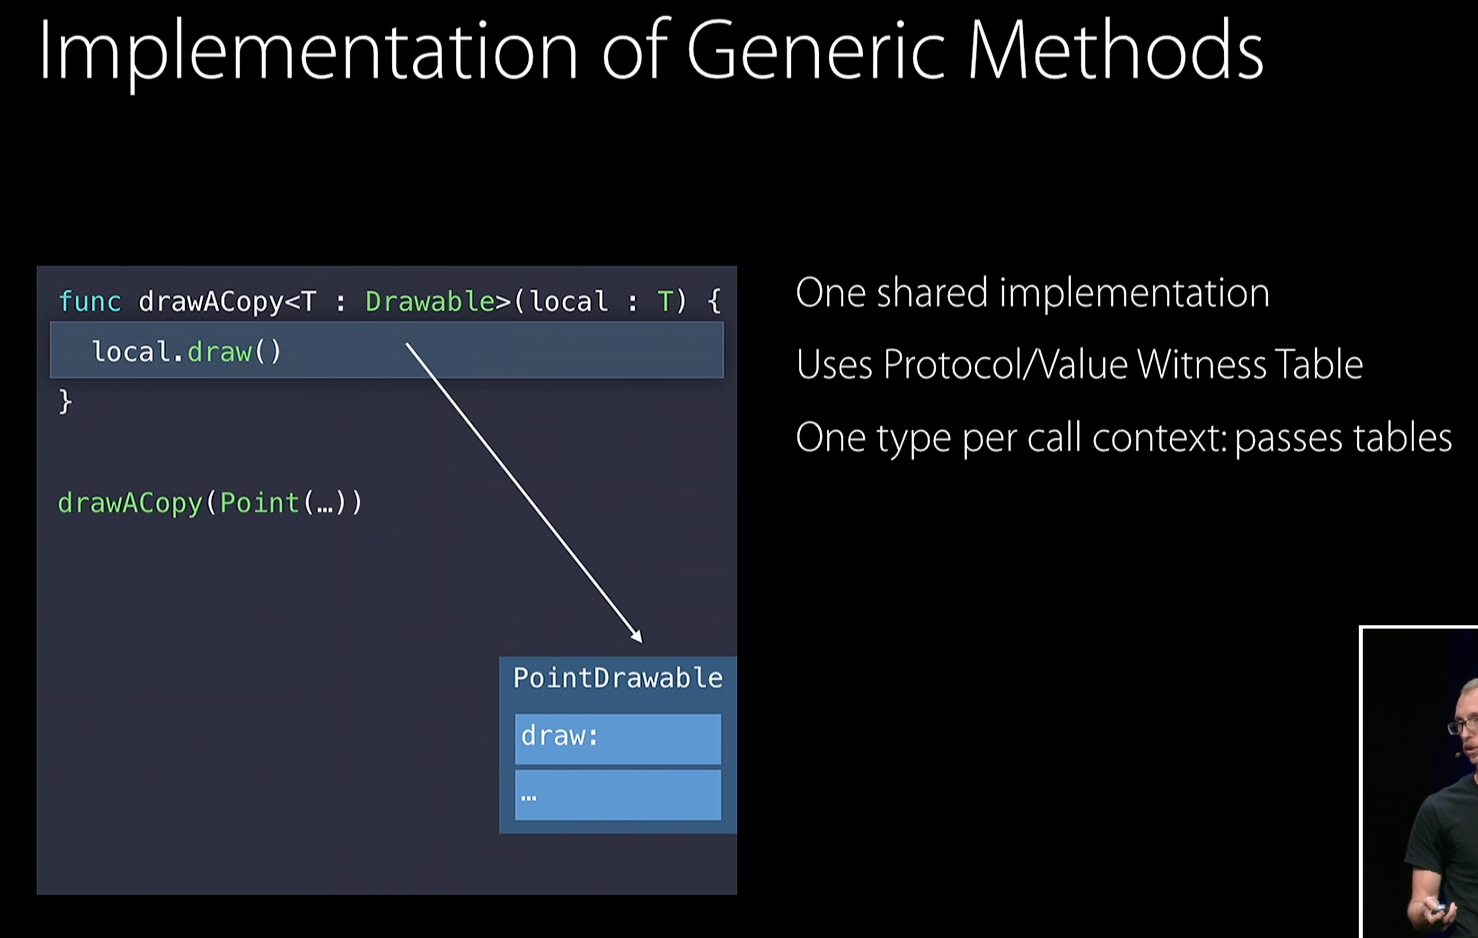 Implementation of Generic Methods
func drawACopy<T : Drawable>(local : T) {
local.draw()
}
drawACopy(Point(…))
PointDrawable
draw:
…
One shared implementation
Uses Protocol/Value Witness Table
One type per call context: passes tables